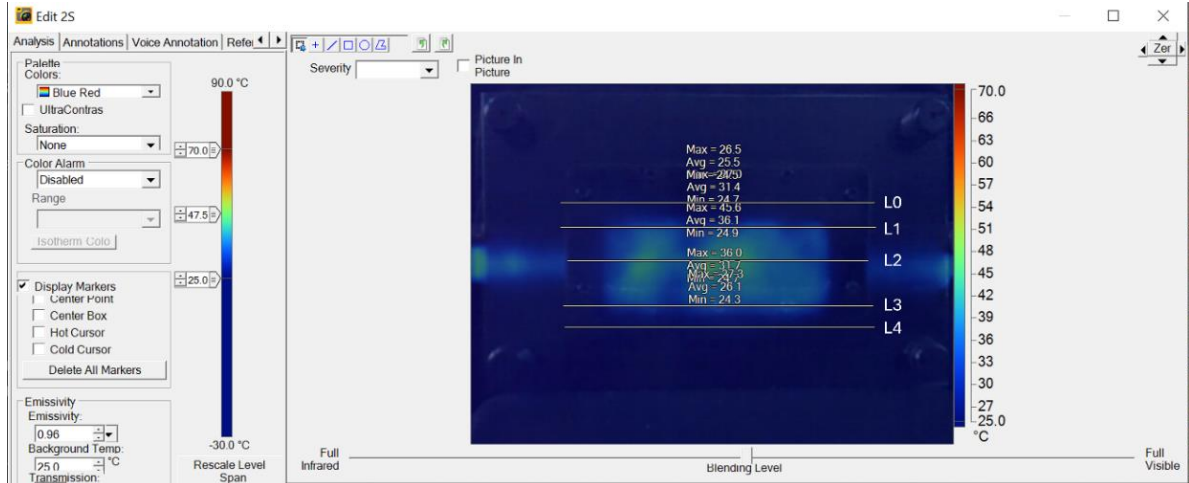 Edit 2S
Analysis Annotations Voice Annotation Refe
Palette
Colors:
Blue Red
UltraContras
Saturation:
None
Color Alarm
Disabled
Range
Isotherm Colo
Display Markers
Center Point
Center Box
Hot Cursor
Cold Cursor
Delete All Markers
Emissivity
Emissivity:
0.96
Background Temp:
25.0 °C
Transmission:
90.0 °C
70.0
47.5
25.0
-30.0 °C
Rescale Level
Span
Severity
Picture In
Picture
Zer
Max = 26.5
Avg = 25.5
Avg = 31.4
Min = 24.7
Max = 45.6
Avg = 36.1
Min = 24.9
Max = 36.0
Avg = 31.7
Avg = 26.1
Min = 24.3
L0
L1
L2
L3
L4
70.0
66
63
60
57
54
51
48
45
42
39
36
33
30
27
25.0
°C
Full
Infrared
Blending Level
Full
Visible